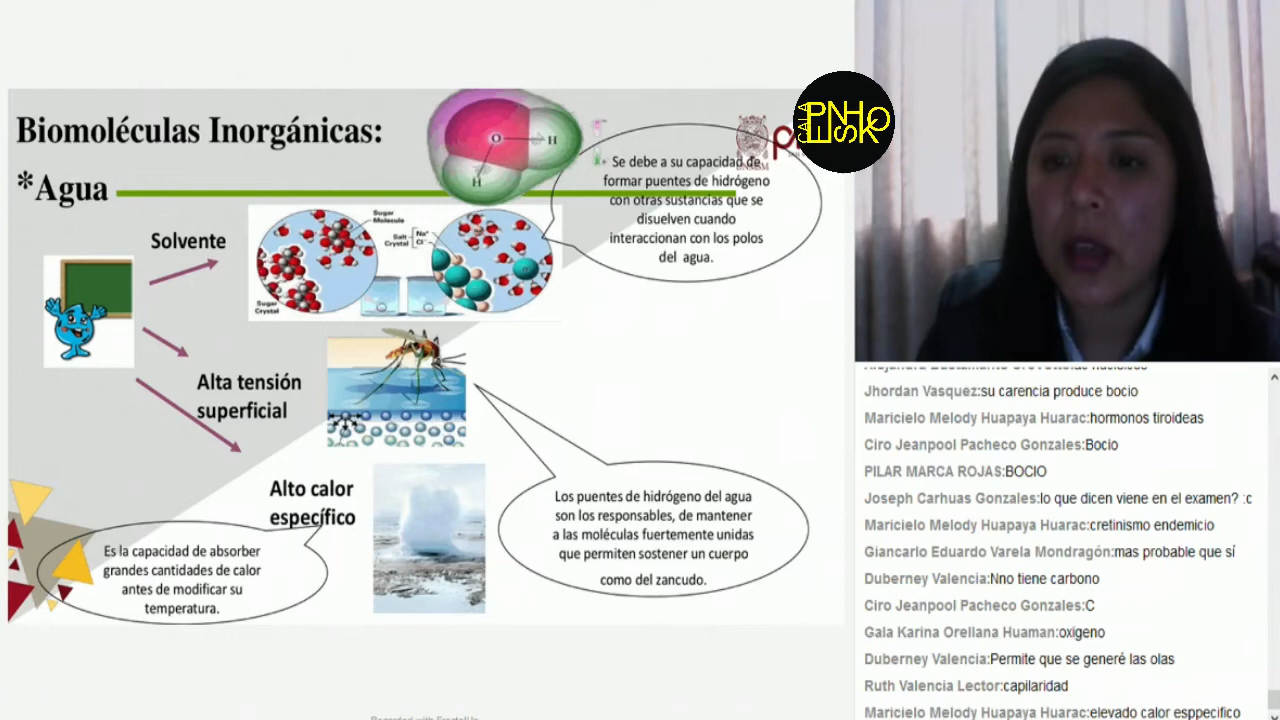 Biomoléculas Inorgánicas:
*Agua
Solvente
Alta tensión
superficial
Alto calor
específico
O
H
H
Sugar
Molecule
Salt
Crystal
Na⁺
Cl⁻
Sugar
Crystal
Se debe a su capacidad de
formar puentes de hidrógeno
con otras sustancias que se
disuelven cuando
interaccionan con los polos
del agua.
Los puentes de hidrógeno del agua
son los responsables, de mantener
a las moléculas fuertemente unidas
que permiten sostener un cuerpo
como del zancudo.
Es la capacidad de absorber
grandes cantidades de calor
antes de modificar su
temperatura.
Jhordan Vasquez:su carencia produce bocio
Maricielo Melody Huapaya Huarac:hormonos tiroideas
Ciro Jeanpool Pacheco Gonzales:Bocio
PILAR MARCA ROJAS:BOCIO
Joseph Carhuas Gonzales:lo que dicen viene en el examen? :c
Maricielo Melody Huapaya Huarac:cretinismo endemicio
Giancarlo Eduardo Varela Mondragón:mas probable que sí
Duberney Valencia:Nno tiene carbono
Ciro Jeanpool Pacheco Gonzales:C
Gala Karina Orellana Huaman:oxigeno
Duberney Valencia:Permite que se generé las olas
Ruth Valencia Lector:capilaridad
Maricielo Melody Huapaya Huarac:elevado calor esppecifico